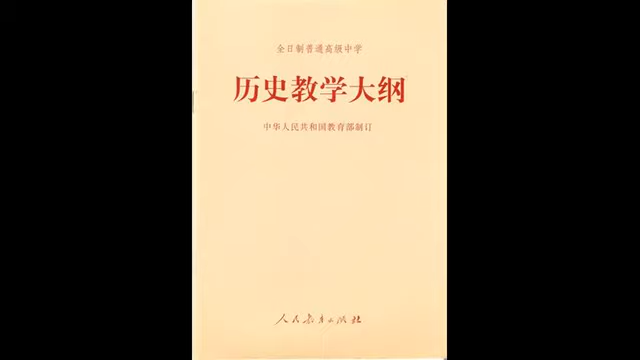 全日制普通高级中学
历史教学大纲
中华人民共和国教育部制订
人民教育出版社